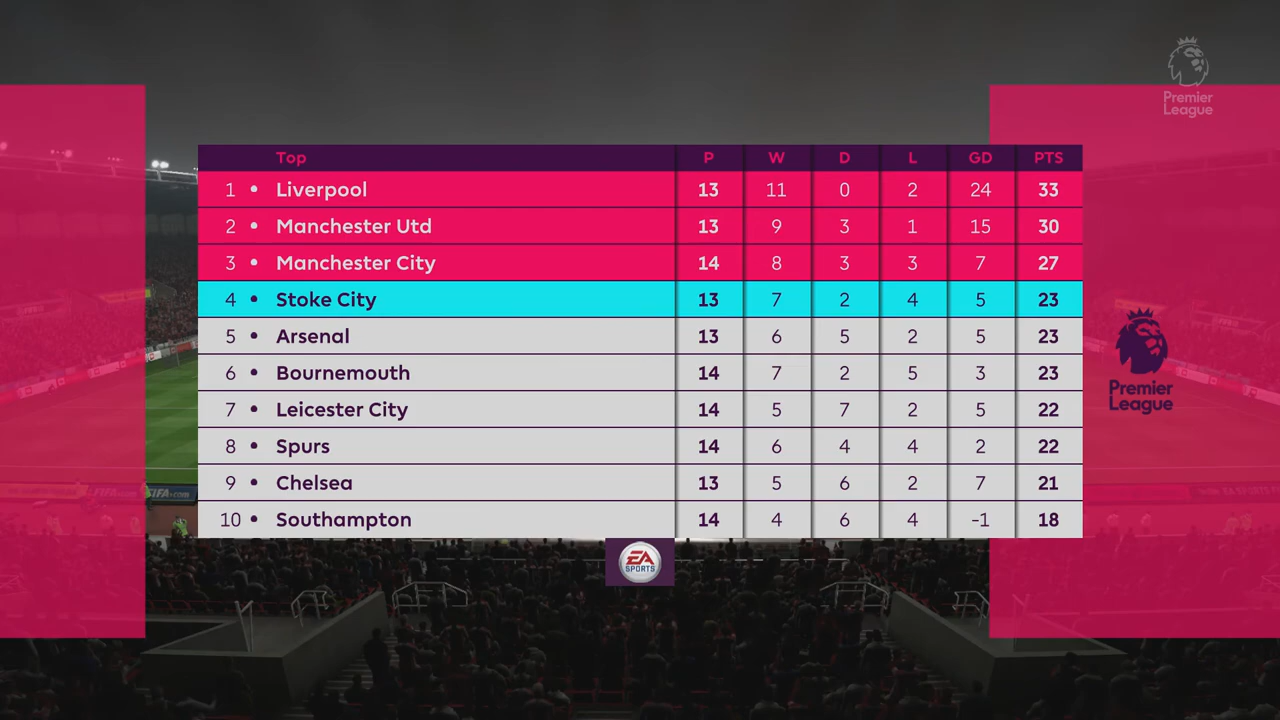 Premier
League
Top P W D L GD PTS
1 • Liverpool 13 11 0 2 24 33
2 • Manchester Utd 13 9 3 1 15 30
3 • Manchester City 14 8 3 3 7 27
4 • Stoke City 13 7 2 4 5 23
5 • Arsenal 13 6 5 2 5 23
6 • Bournemouth 14 7 2 5 3 23
7 • Leicester City 14 5 7 2 5 22
8 • Spurs 14 6 4 4 2 22
9 • Chelsea 13 5 6 2 7 21
10 • Southampton 14 4 6 4 -1 18
Premier
League
FIFA.com
EA
SPORTS